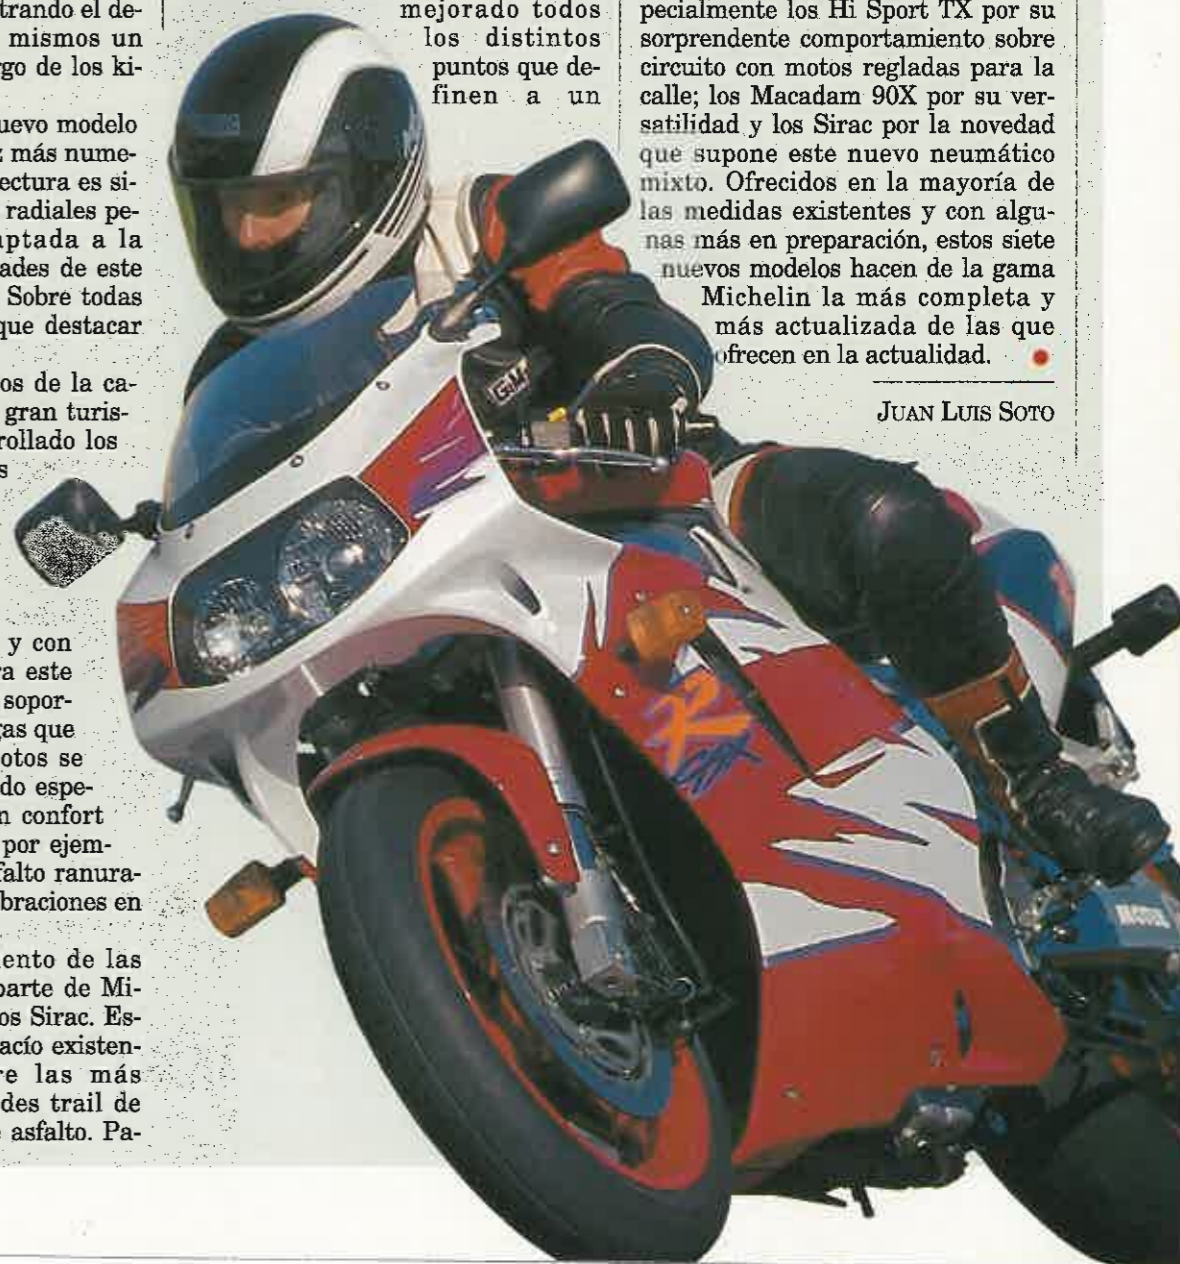 trando el de-
mismos un
rgo de los ki-
uevo modelo
z más nume-
ectura es si-
radiales pe-
aptada a la
ades de este
Sobre todas
que destacar
os de la ca-
gran turis-
rollado los
s
y con
ra este
sopor-
gas que
otos se
do espe-
n confort
por ejem-
falto ranura-
braciones en
ento de las
parte de Mi-
os Sirac. Es-
acío existen-
re las más
des trail de
e asfalto. Pa-
mejorado todos
los distintos
puntos que de-
finen a un
pecialmente los Hi Sport TX por su
sorprendente comportamiento sobre
circuito con motos regladas para la
calle; los Macadam 90X por su ver-
satilidad y los Sirac por la novedad
que supone este nuevo neumático
mixto. Ofrecidos en la mayoría de
las medidas existentes y con algu-
nas más en preparación, estos siete
nuevos modelos hacen de la gama
Michelin la más completa y
más actualizada de las que
ofrecen en la actualidad.
JUAN LUIS SOTO